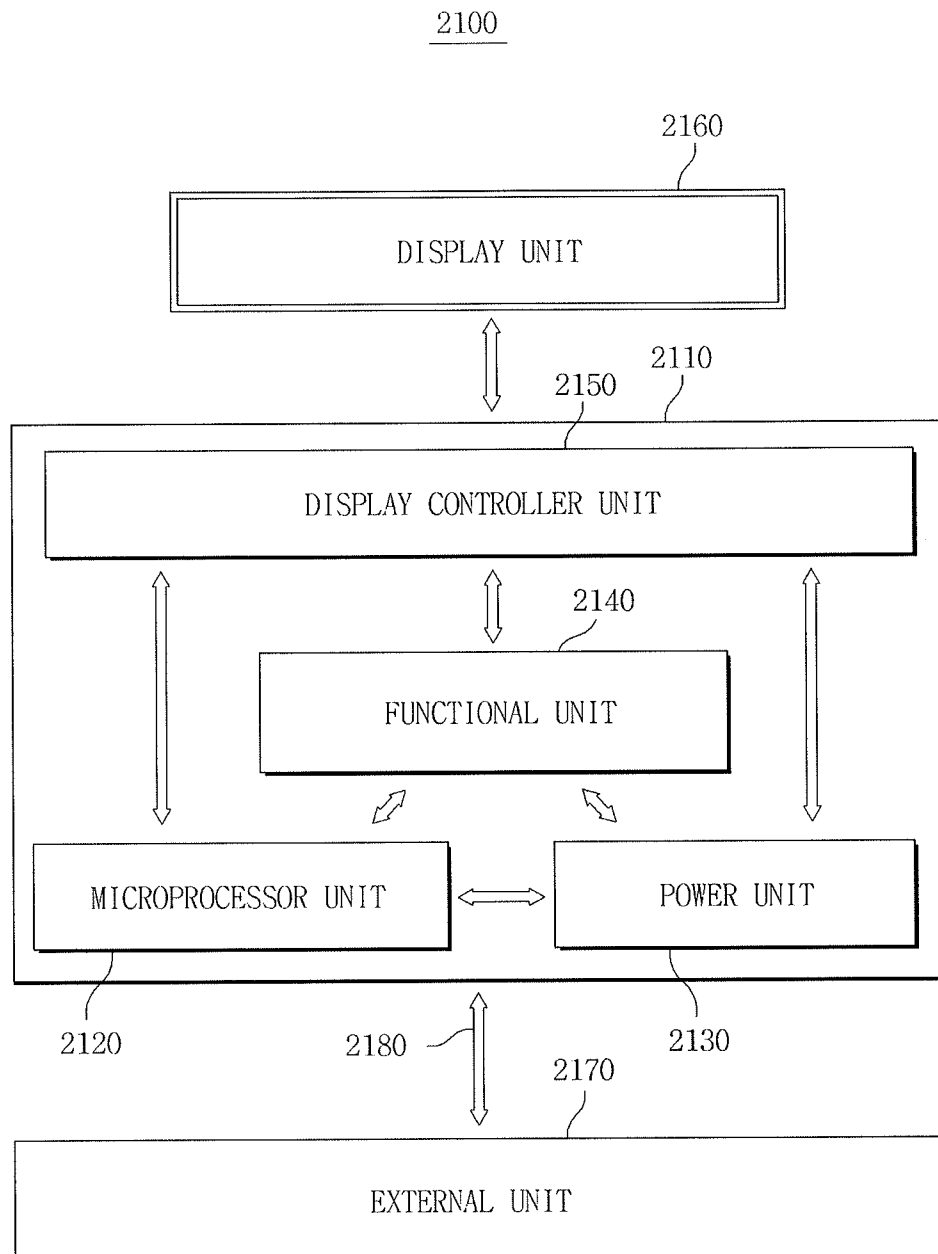 2100
2160
DISPLAY UNIT
2110
2150
DISPLAY CONTROLLER UNIT
2140
FUNCTIONAL UNIT
MICROPROCESSOR UNIT
POWER UNIT
2120
2180
2130
2170
EXTERNAL UNIT